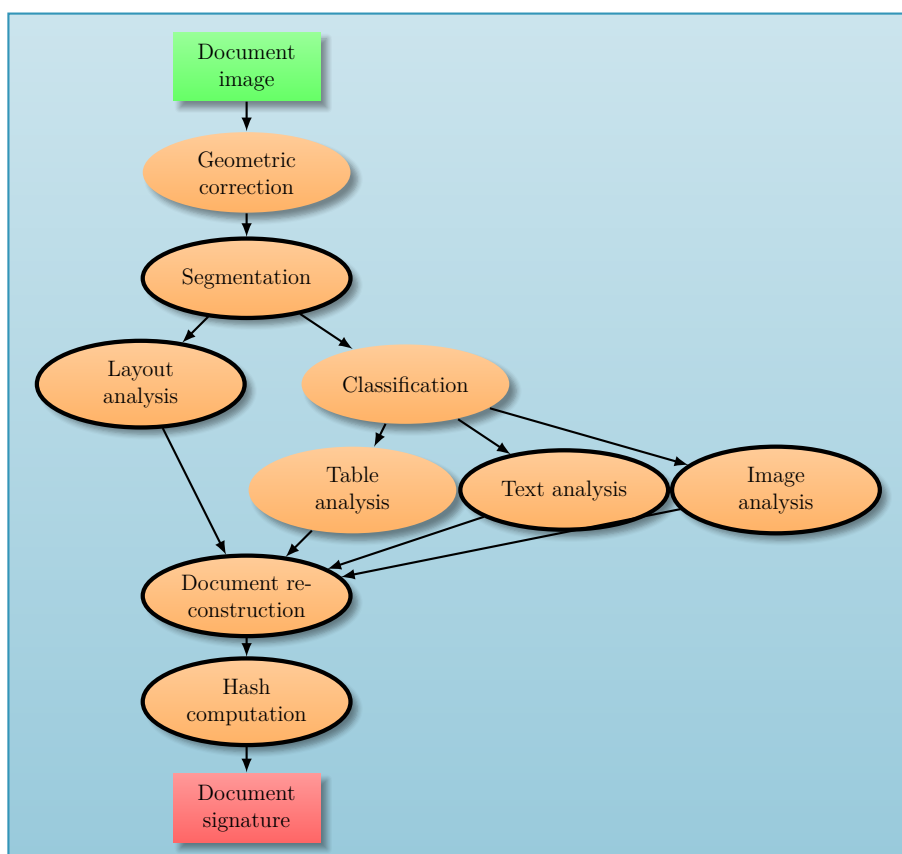 Document
image
Geometric
correction
Segmentation
Layout
analysis
Classification
Table
analysis
Text analysis
Image
analysis
Document re-
construction
Hash
computation
Document
signature